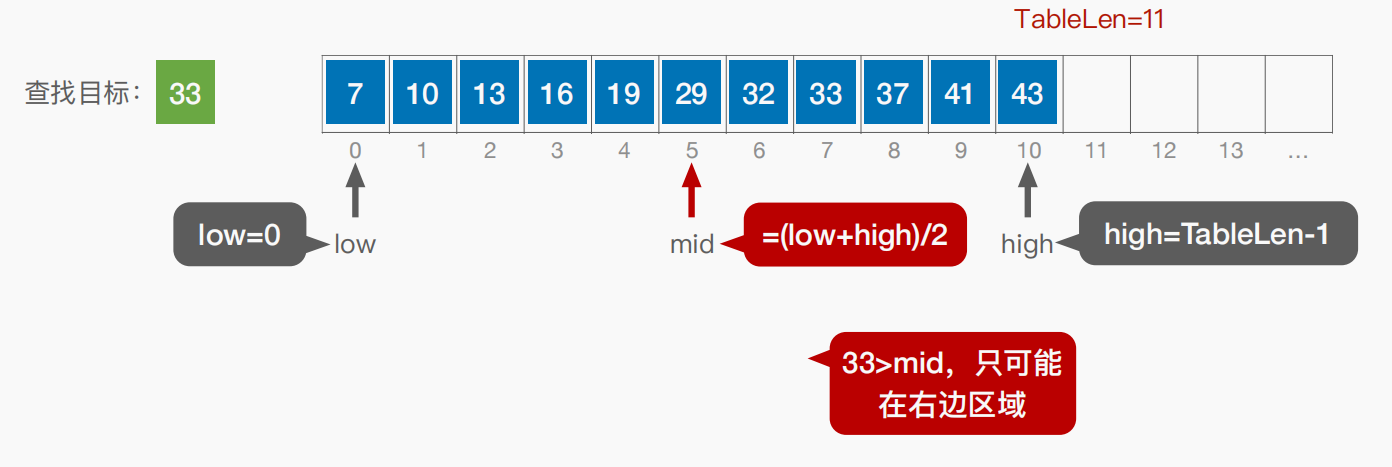 TableLen=11
查找目标： 33 7 10 13 16 19 29 32 33 37 41 43
0 1 2 3 4 5 6 7 8 9 10 11 12 13 ...
low=0 low mid =(low+high)/2 high high=TableLen-1
33>mid，只可能
在右边区域